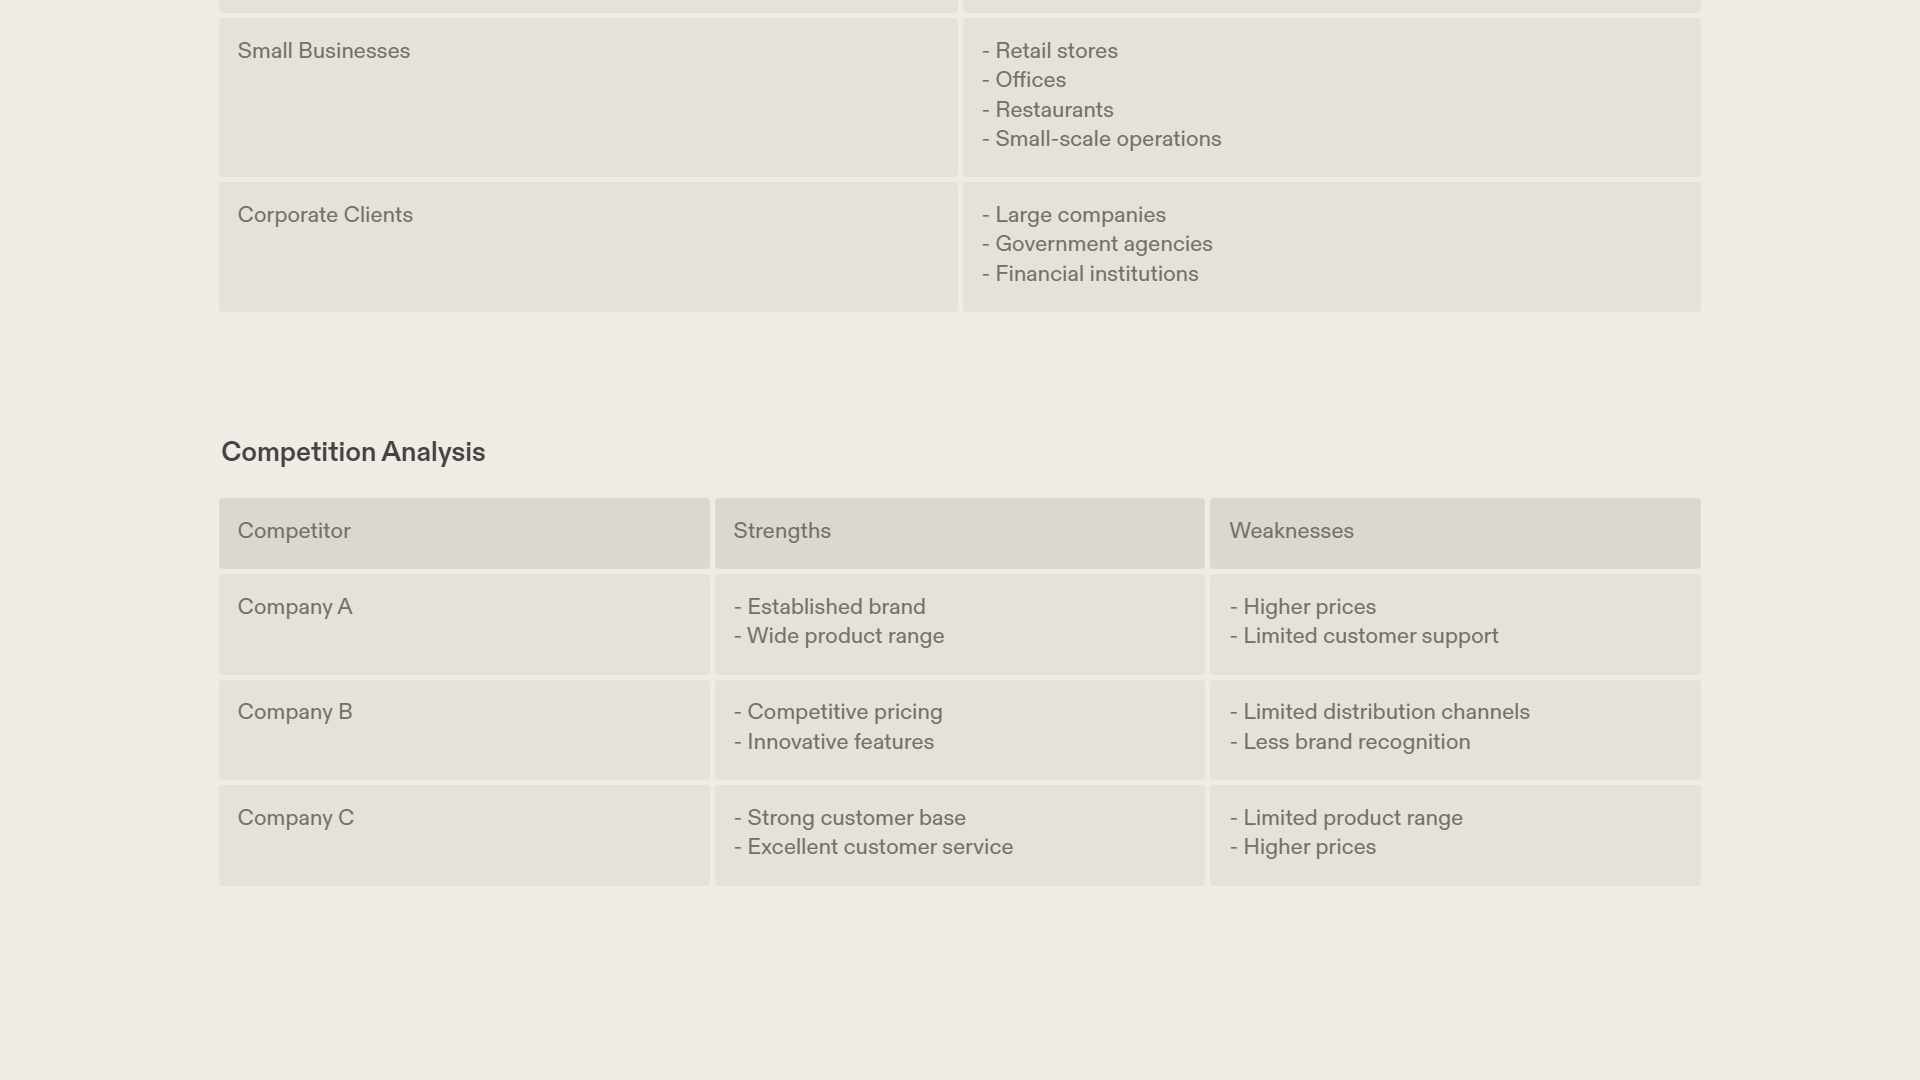 Small Businesses
- Retail stores
- Offices
- Restaurants
- Small-scale operations
Corporate Clients
- Large companies
- Government agencies
- Financial institutions
Competition Analysis
Competitor
Strengths
Weaknesses
Company A
- Established brand
- Wide product range
- Higher prices
- Limited customer support
Company B
- Competitive pricing
- Innovative features
- Limited distribution channels
- Less brand recognition
Company C
- Strong customer base
- Excellent customer service
- Limited product range
- Higher prices